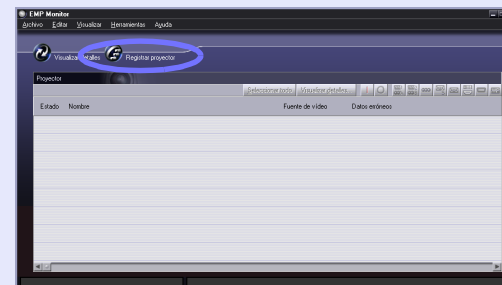 EMP Monitor
Archivo Editar Visualizar Herramientas Ayuda
Visualizar detalles Registrar proyector
Proyector
Seleccionar todo Visualizar detalles
Estado Nombre Fuente de vídeo Datos erróneos